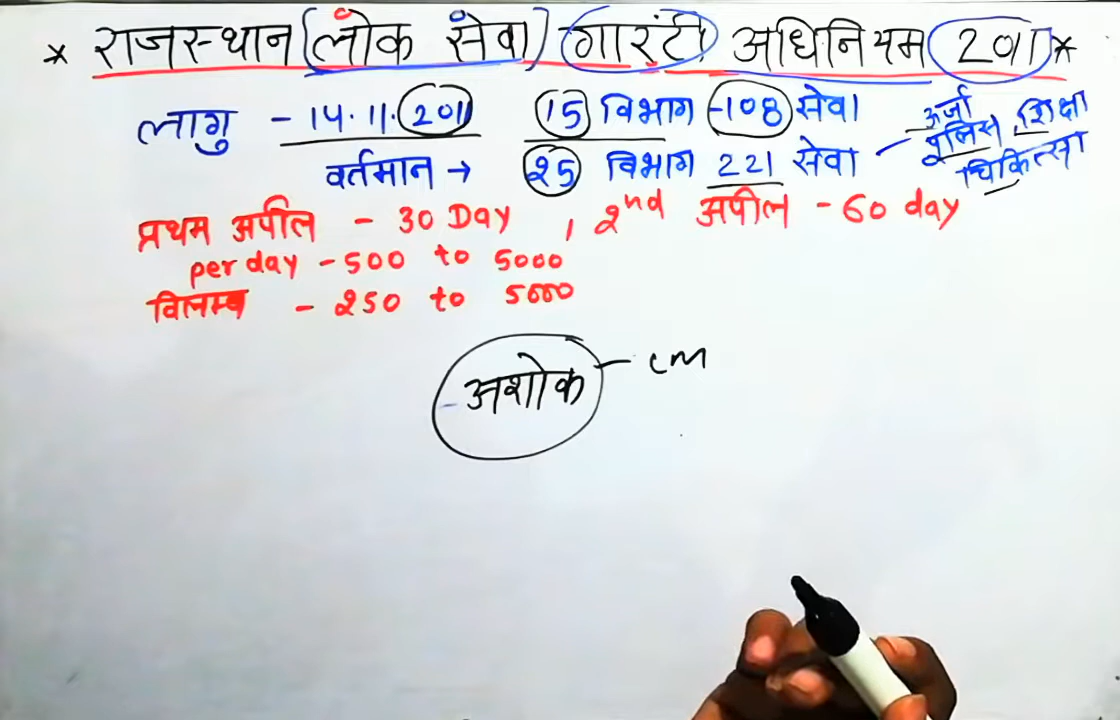 * राजस्थान (लोक सेवा) गारंटी अधिनियम 2011 *
लागु - 14.11.2011 15 विभाग - 108 सेवा
वर्तमान → 25 विभाग 221 सेवा - ऊर्जा शिक्षा
पुलिस चिकित्सा
प्रथम अपील - 30 Day , 2nd अपील - 60 day
per day - 500 to 5000
विलम्ब - 250 to 5000
अशोक - CM